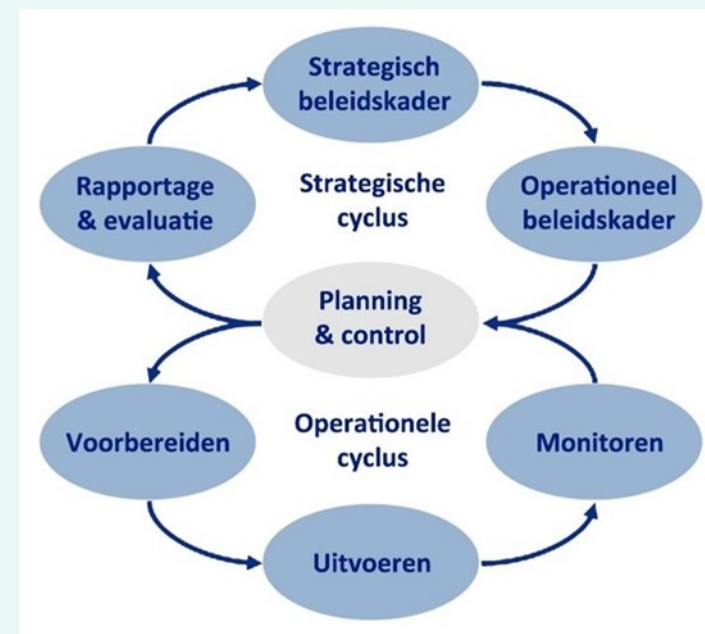 Strategisch
beleidskader
Rapportage
& evaluatie
Strategische
cyclus
Operationeel
beleidskader
Planning
& control
Voorbereiden
Operationele
cyclus
Monitoren
Uitvoeren